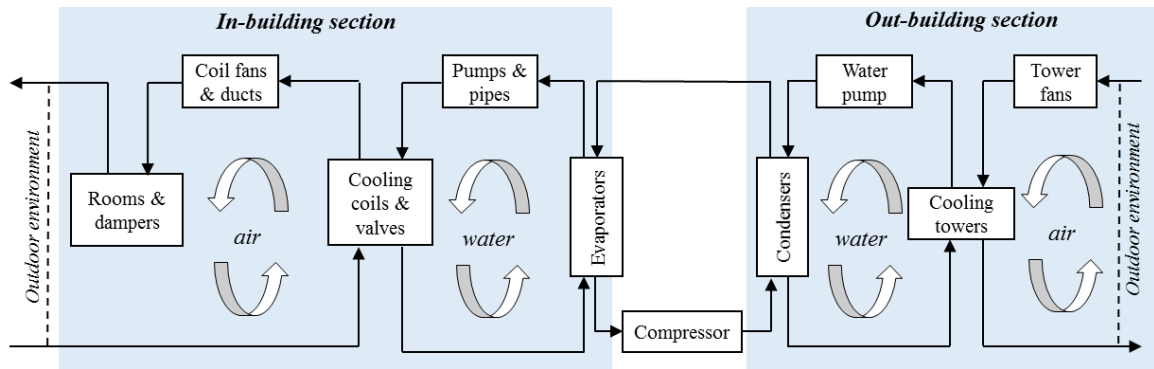 In-building section
Out-building section
Coil fans
& ducts
Pumps &
pipes
Water
pump
Tower
fans
Outdoor environment
Rooms &
dampers
air
Cooling
coils &
valves
water
Evaporators
Compressor
Condensers
water
Cooling
towers
air
Outdoor environment